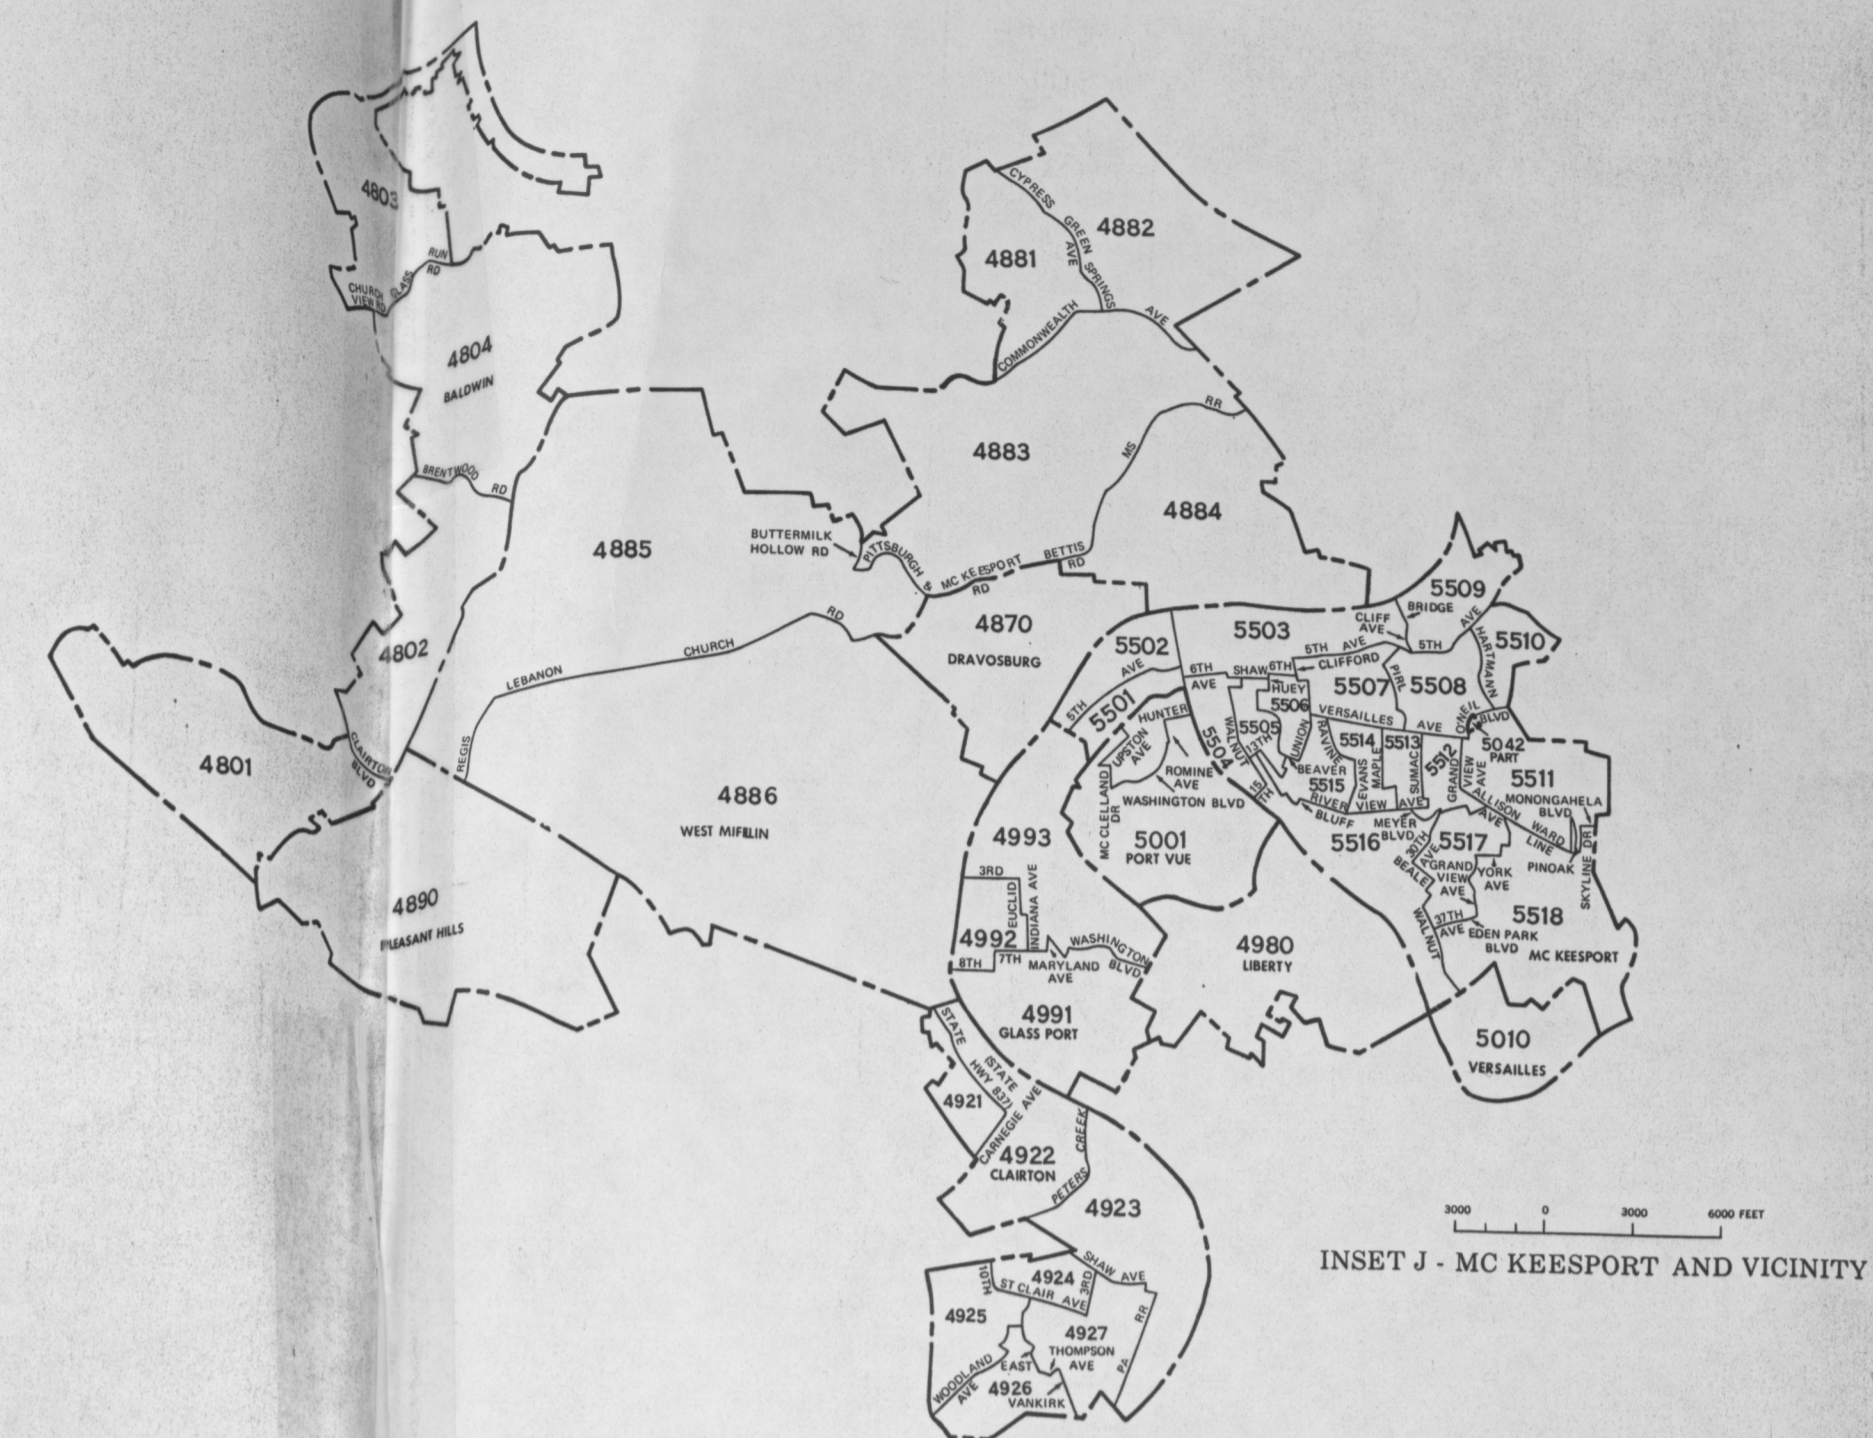 4803
RUN
RD
GLASS
CHURCH
VIEW RD
4804
BALDWIN
BRENTWOOD
RD
4802
4801
CLAIRTON
BLVD
4890
PLEASANT HILLS
4885
REGIS
LEBANON
CHURCH
RD
4886
WEST MIFFLIN
BUTTERMILK
HOLLOW RD
PITTSBURGH
&
MC KEESPORT
RD
BETTIS
RD
CYPRESS
GREEN
AVE
SPRINGS
AVE
4882
4881
COMMONWEALTH
4883
MS
RR
4884
4870
DRAVOSBURG
5502
5503
5TH
AVE
5501
6TH
AVE
SHAW
6TH
CLIFFORD
5TH
AVE
CLIFF
AVE
BRIDGE
5509
5TH
AVE
5510
HARTMANN
PIRL
5507
5508
HUEY
5506
5505
WALNUT
13TH
UNION
VERSAILLES
AVE
O'NEIL
BLVD
5042
PART
RAVINE
5514
5513
5512
EVANS
MAPLE
SUMAC
GRAND
VIEW
AVE
5511
BEAVER
5515
RIVER
VIEW
AVE
15
TH
BLUFF
MEYER
BLVD
ALLISON
AVE
WARD
LINE
MONONGAHELA
BLVD
PINOAK
SKYLINE DR
5504
HUNTER
UPSTON
AVE
ROMINE
AVE
WASHINGTON BLVD
MC CLELLAND
DR
5001
PORT VUE
5516
30TH
AVE
5517
BEALE
GRAND
VIEW
AVE
YORK
AVE
37TH
AVE
WALNUT
EDEN PARK
BLVD
5518
MC KEESPORT
4993
3RD
EUCLID
INDIANA AVE
4992
8TH
7TH
MARYLAND
AVE
WASHINGTON
BLVD
4980
LIBERTY
4991
GLASS PORT
5010
VERSAILLES
STATE
(STATE
HWY 837)
4921
CARNEGIE AVE
4922
CLAIRTON
CREEK
PETERS
4923
SHAW
AVE
10TH
4924
3RD
ST CLAIR
AVE
4925
4927
RR
PA
THOMPSON
AVE
EAST
WOODLAND
AVE
4926
VANKIRK
3000
0
3000
6000 FEET
INSET J - MC KEESPORT AND VICINITY